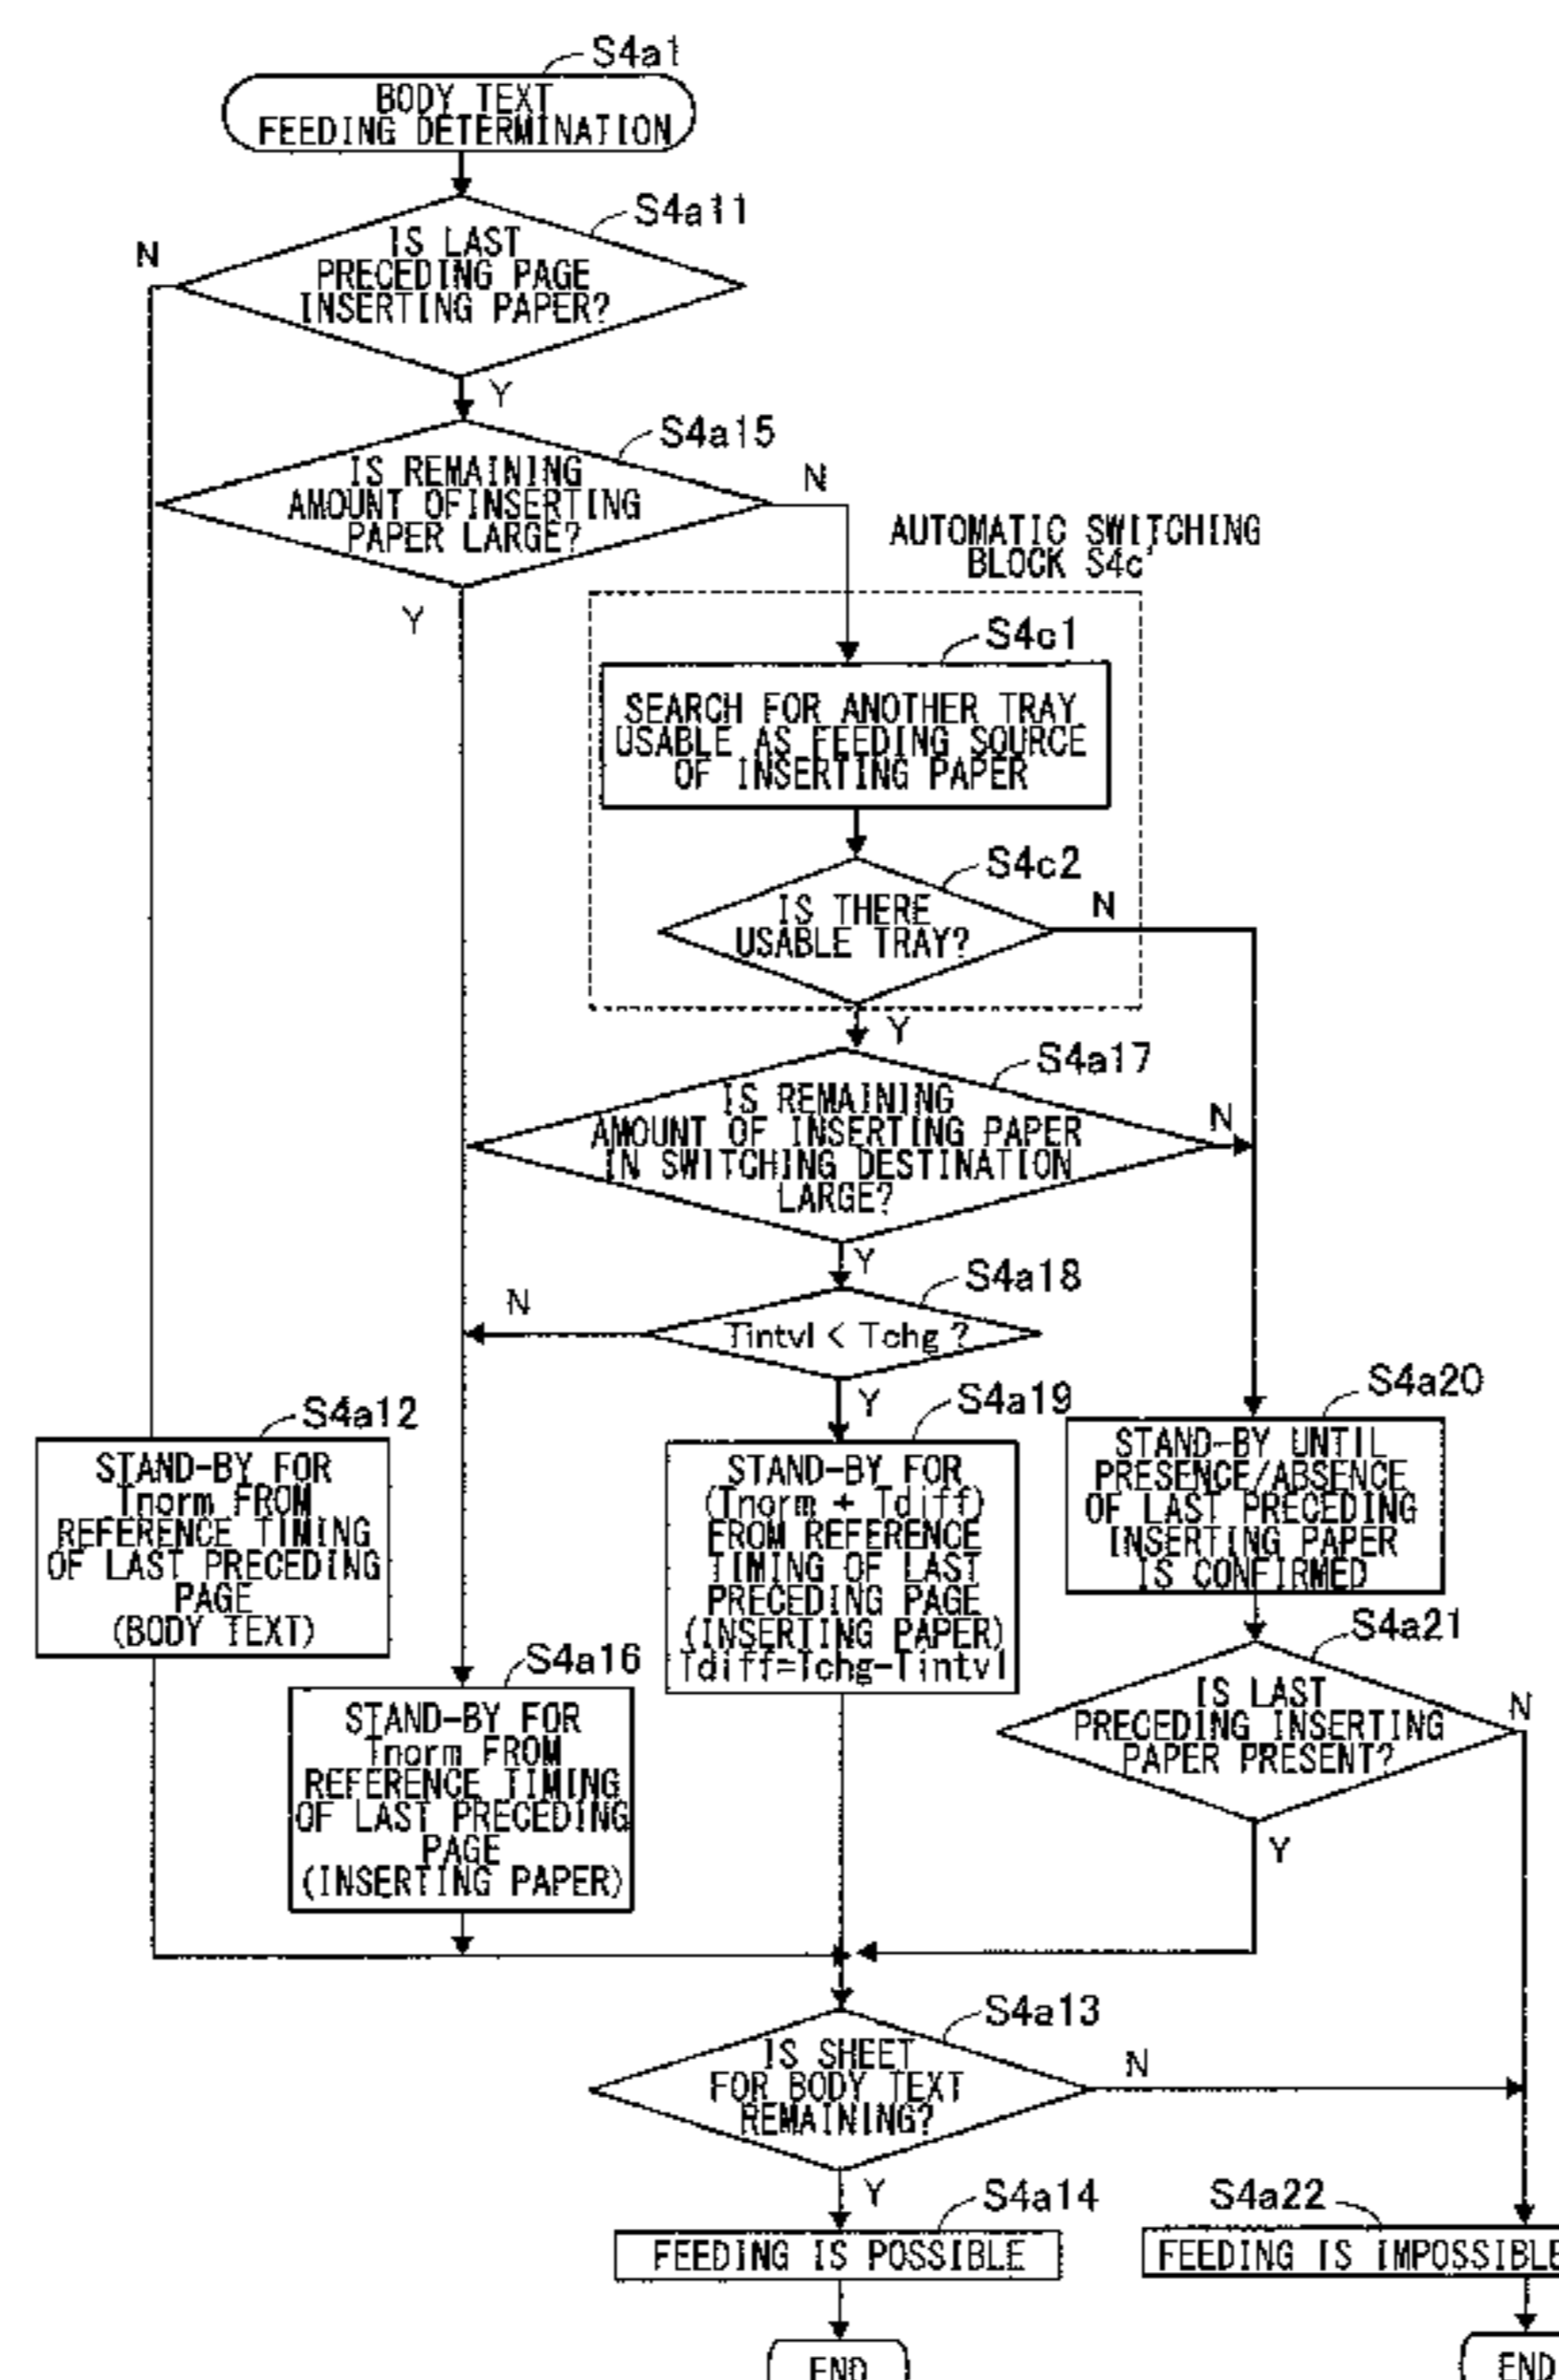 S4a1
BODY TEXT
FEEDING DETERMINATION
S4a11
N
IS LAST
PRECEDING PAGE
INSERTING PAPER?
Y
S4a15
IS REMAINING
AMOUNT OFINSERTING
PAPER LARGE?
N
Y
AUTOMATIC SWITCHING
BLOCK S4c'
S4c1
SEARCH FOR ANOTHER TRAY
USABLE AS FEEDING SOURCE
OF INSERTING PAPER
S4c2
IS THERE
USABLE TRAY?
N
Y
S4a17
IS REMAINING
AMOUNT OF INSERTING PAPER
IN SWITCHING DESTINATION
LARGE?
N
Y
S4a18
Tintvl < Tchg ?
N
Y
S4a12
STAND-BY FOR
Tnorm FROM
REFERENCE TIMING
OF LAST PRECEDING
PAGE
(BODY TEXT)
S4a19
STAND-BY FOR
(Tnorm + Tdiff)
FROM REFERENCE
TIMING OF LAST
PRECEDING PAGE
(INSERTING PAPER)
Tdiff=Tchg-Tintvl
S4a20
STAND-BY UNTIL
PRESENCE/ABSENCE
OF LAST PRECEDING
INSERTING PAPER
IS CONFIRMED
S4a16
STAND-BY FOR
Tnorm FROM
REFERENCE TIMING
OF LAST PRECEDING
PAGE
(INSERTING PAPER)
S4a21
IS LAST
PRECEDING INSERTING
PAPER PRESENT?
N
Y
S4a13
IS SHEET
FOR BODY TEXT
REMAINING?
N
Y
S4a14
FEEDING IS POSSIBLE
S4a22
FEEDING IS IMPOSSIBLE
END
END